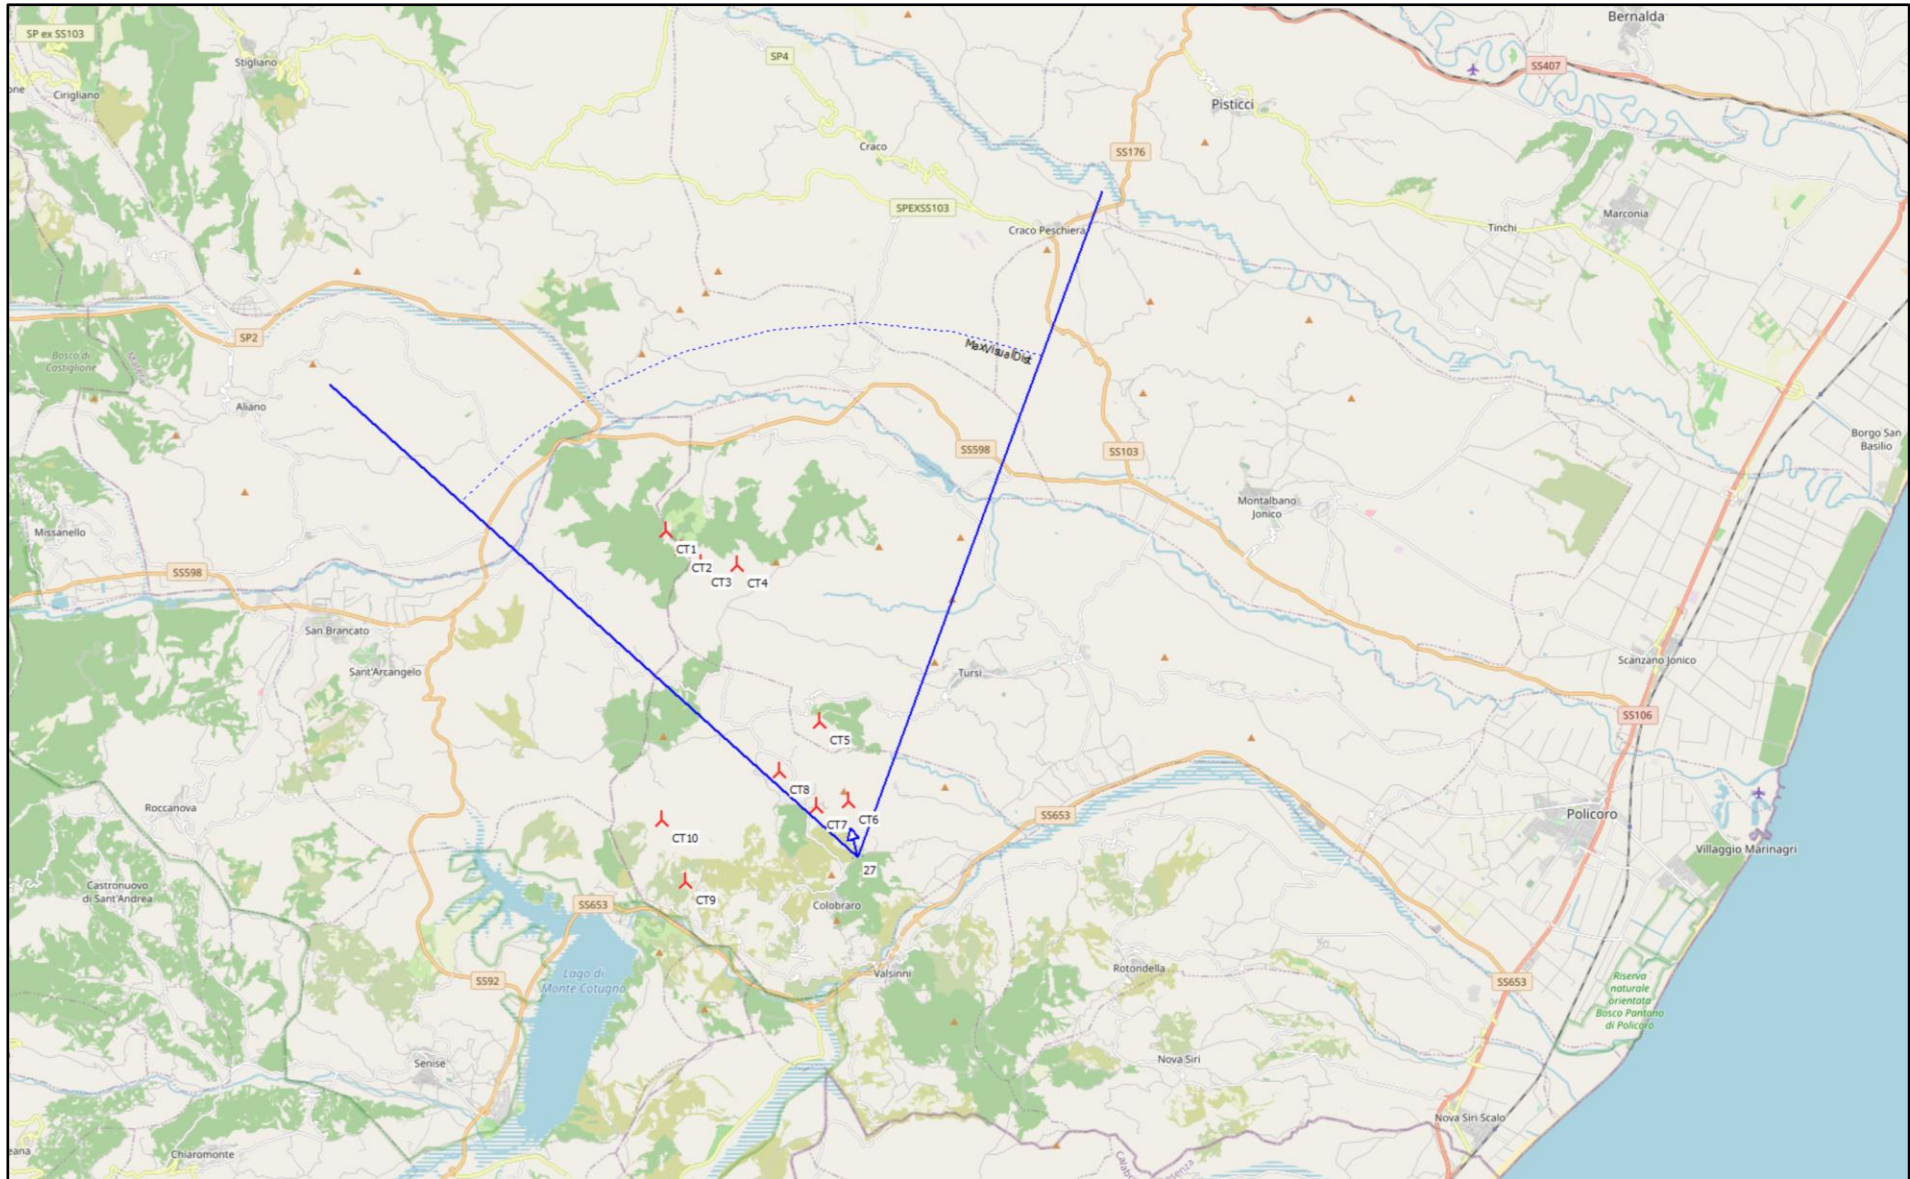 SP ex SS103
Stigliano
Cirigliano
one
SP4
Bernalda
SS407
Pisticci
Craco
SS176
SPEXSS103
Craco Peschiera
Marconia
Tinchi
SP2
Bosco di
Castiglione
Aliano
MaxVisualDist
Borgo San
Basilio
SS598
SS103
Montalbano
Jonico
Missanello
CT1
CT2
CT3
CT4
SS598
San Brancato
Sant'Arcangelo
Tursi
Scanzano Jonico
SS106
CT5
CT8
Roccanova
CT7
CT6
SS653
Policoro
CT10
Villaggio Marinagri
27
Castronuovo
di Sant'Andrea
CT9
SS653
Colobraro
Valsinni
Rotondella
SS92
Lago di
Monte Cotugno
SS653
Riserva
naturale
orientata
Bosco Pantano
di Policoro
Senise
Nova Siri
Nova Siri Scalo
Chiaromonte
eana